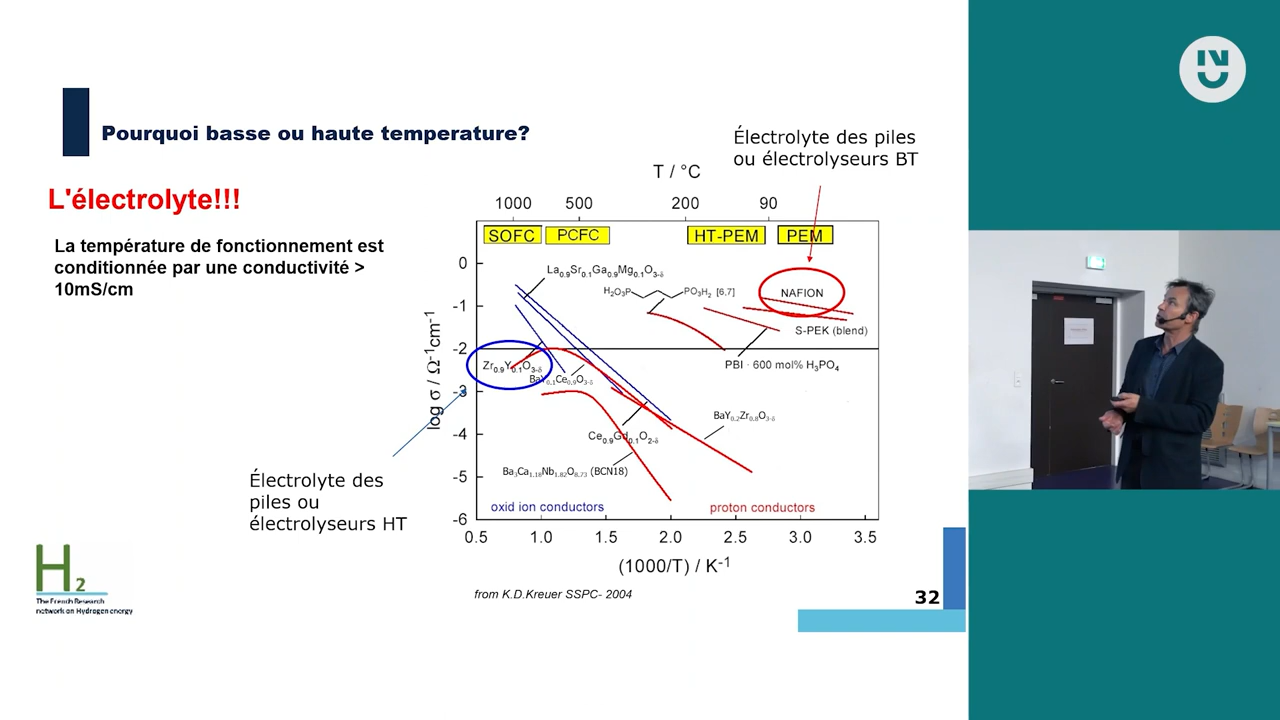 Pourquoi basse ou haute temperature?
L'électrolyte!!!
La température de fonctionnement est
conditionnée par une conductivité >
10mS/cm
Électrolyte des piles
ou électrolyseurs BT
T / °C
1000 500 200 90
SOFC PCFC HT-PEM PEM
La0.9Sr0.1Ga0.9Mg0.1O3-δ
H2O3P PO3H2 [6,7]
NAFION
S-PEK (blend)
PBI · 600 mol% H3PO4
Zr0.9Y0.1O3-δ
BaY0.1Ce0.9O3-δ
BaY0.2Zr0.8O3-δ
Ce0.9Gd0.1O2-δ
Ba3Ca1.18Nb1.82O8.73 (BCN18)
oxid ion conductors
proton conductors
log σ / Ω-1cm-1
0
-1
-2
-3
-4
-5
-6
0.5 1.0 1.5 2.0 2.5 3.0 3.5
(1000/T) / K-1
Électrolyte des
piles ou
électrolyseurs HT
from K.D.Kreuer SSPC- 2004
32
H2
The French Research
network on Hydrogen energy